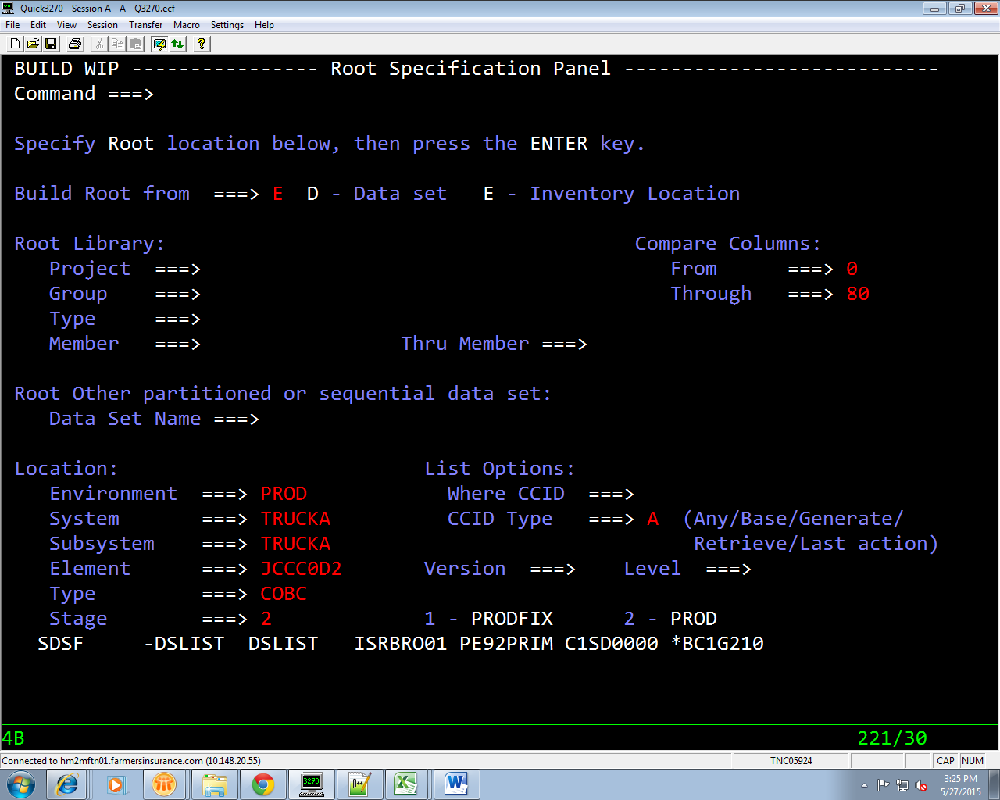 Quick3270 - Session A - A - Q3270.ecf
File Edit View Session Transfer Macro Settings Help
BUILD WIP ---------------- Root Specification Panel ---------------------------
Command ===>
Specify Root location below, then press the ENTER key.
Build Root from ===> E D - Data set E - Inventory Location
Root Library: Compare Columns:
Project ===> From ===> 0
Group ===> Through ===> 80
Type ===>
Member ===> Thru Member ===>
Root Other partitioned or sequential data set:
Data Set Name ===>
Location: List Options:
Environment ===> PROD Where CCID ===>
System ===> TRUCKA CCID Type ===> A (Any/Base/Generate/
Subsystem ===> TRUCKA Retrieve/Last action)
Element ===> JCCC0D2 Version ===> Level ===>
Type ===> COBC
Stage ===> 2 1 - PRODFIX 2 - PROD
SDSF -DSLIST DSLIST ISRBRO01 PE92PRIM C1SD0000 *BC1G210
4B 221/30
Connected to hm2mftn01.farmersinsurance.com (10.148.20.55) TNC05924 CAP NUM
3270 n++ 3:25 PM
5/27/2015